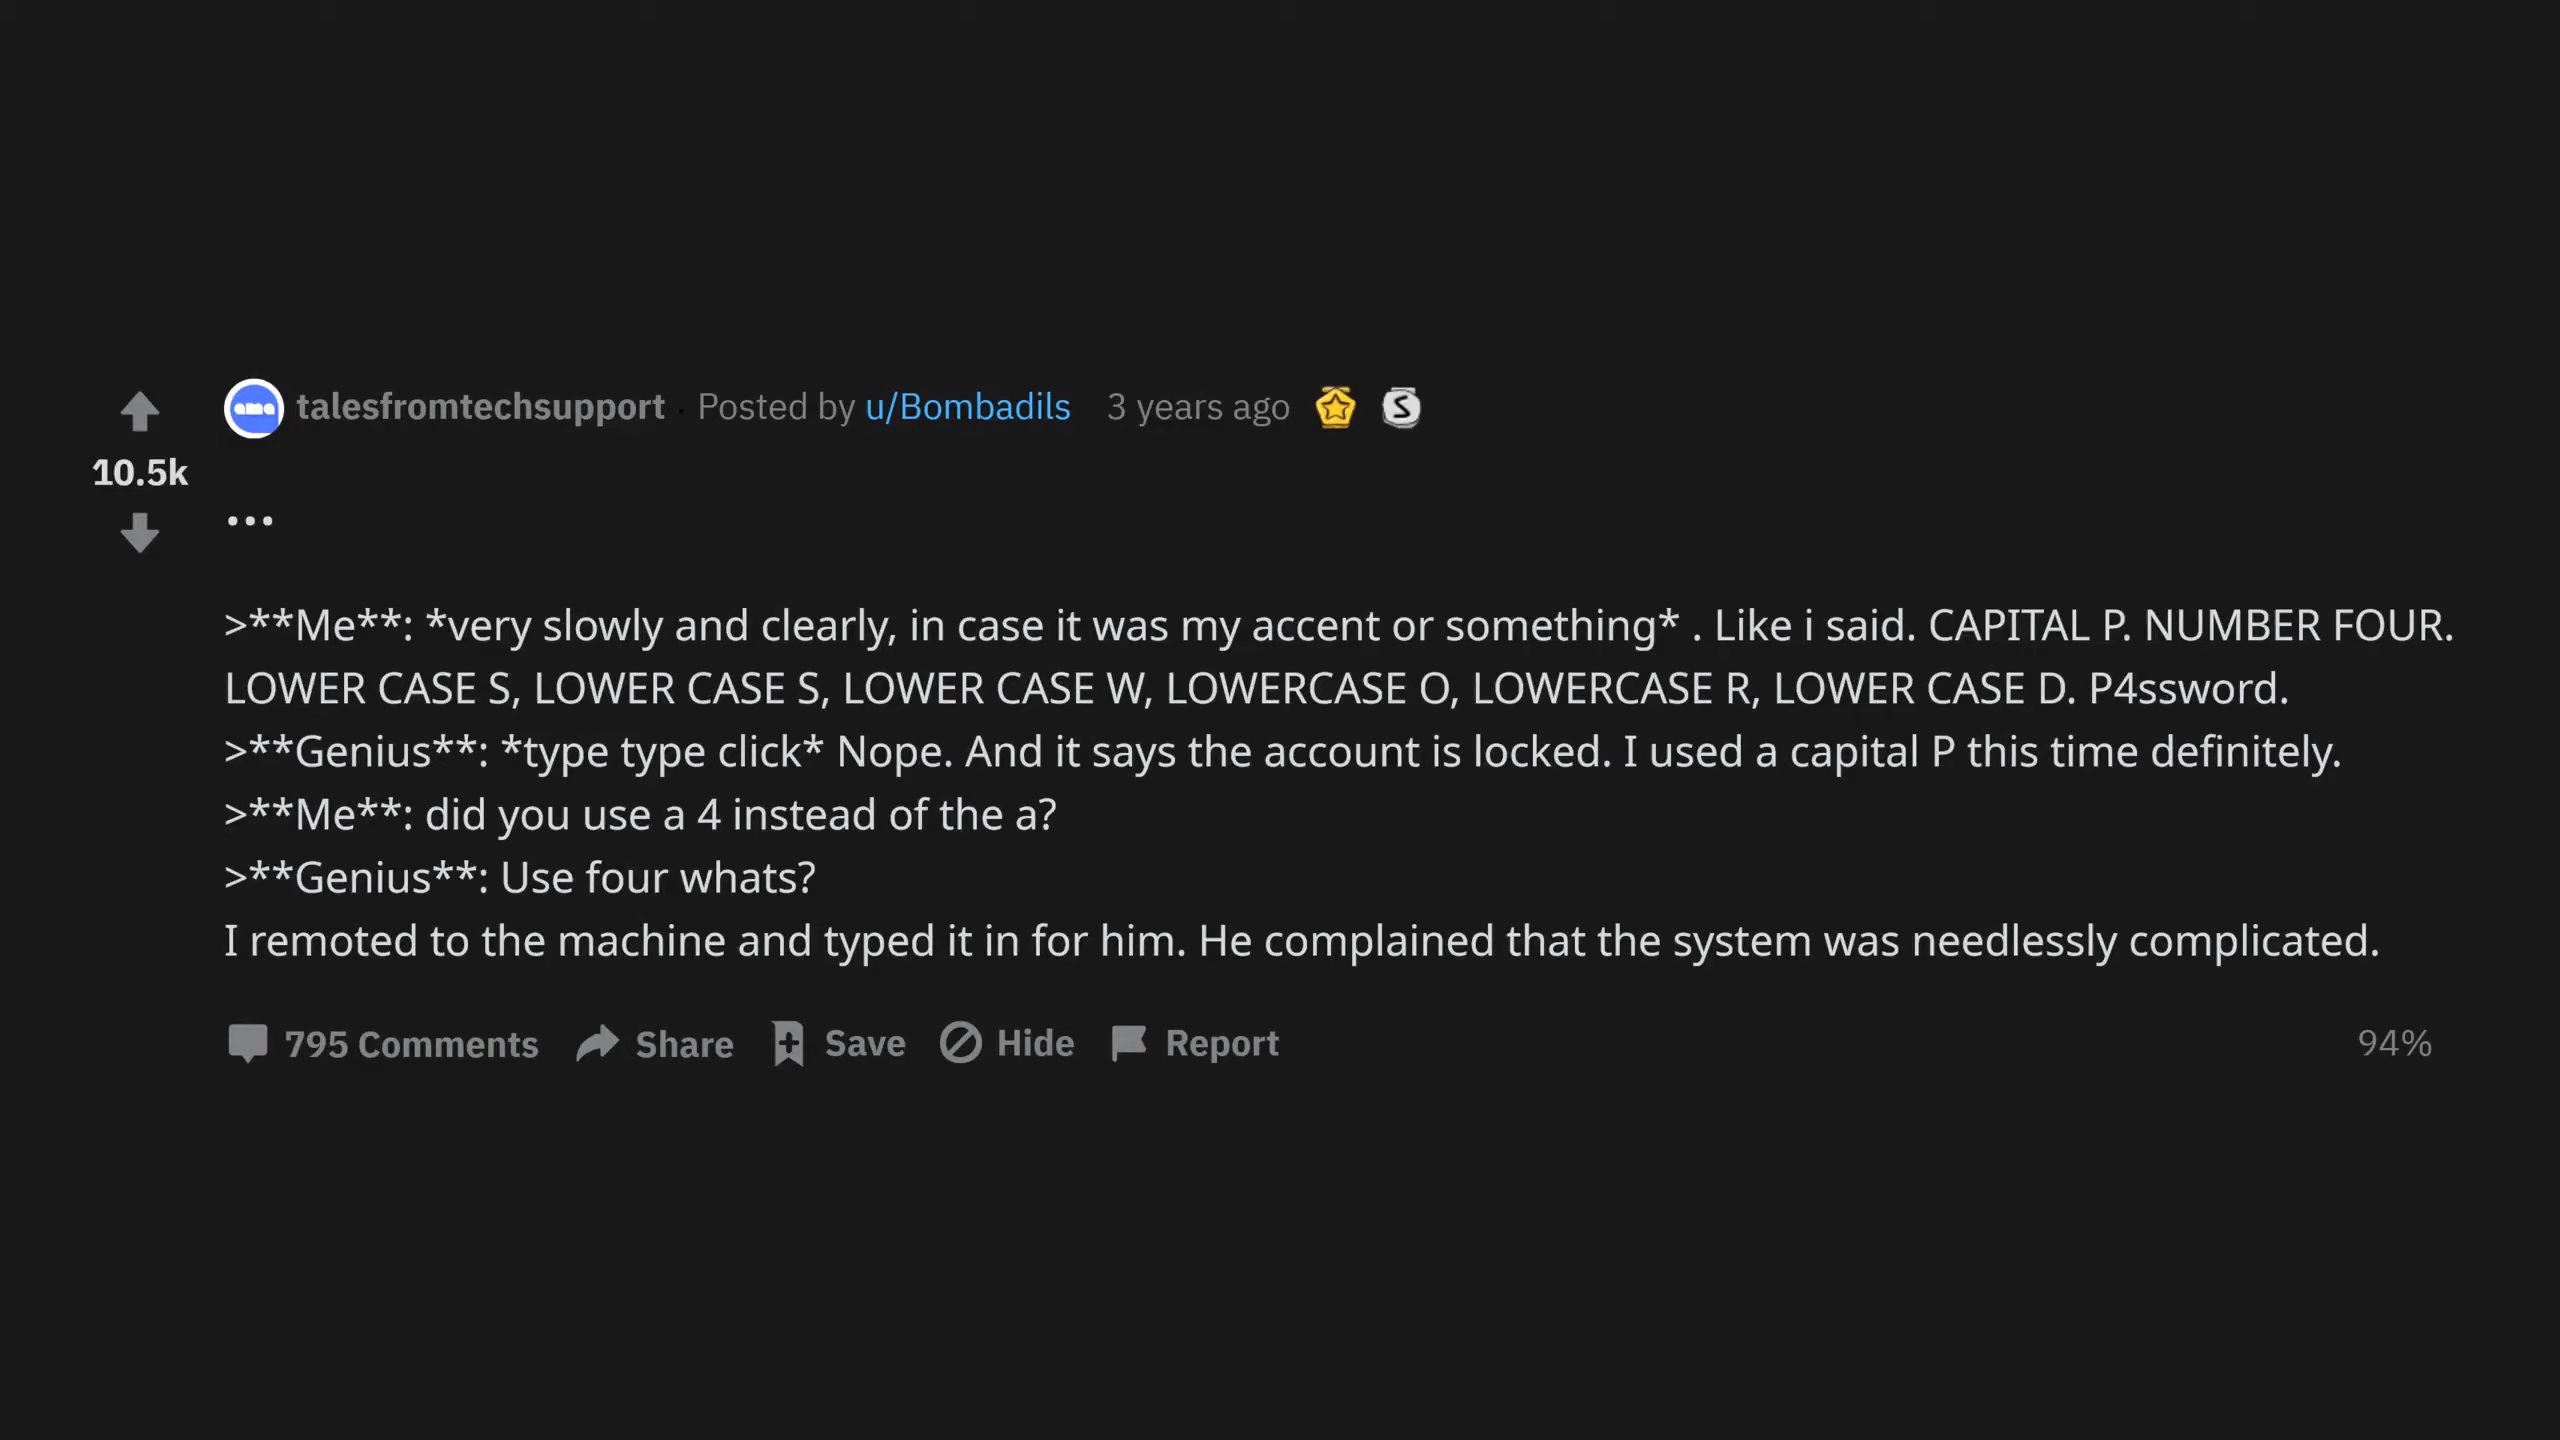 talesfromtechsupport · Posted by u/Bombadils 3 years ago
10.5k
...
>**Me**: *very slowly and clearly, in case it was my accent or something* . Like i said. CAPITAL P. NUMBER FOUR.
LOWER CASE S, LOWER CASE S, LOWER CASE W, LOWERCASE O, LOWERCASE R, LOWER CASE D. P4ssword.
>**Genius**: *type type click* Nope. And it says the account is locked. I used a capital P this time definitely.
>**Me**: did you use a 4 instead of the a?
>**Genius**: Use four whats?
I remoted to the machine and typed it in for him. He complained that the system was needlessly complicated.
795 Comments Share Save Hide Report 94%